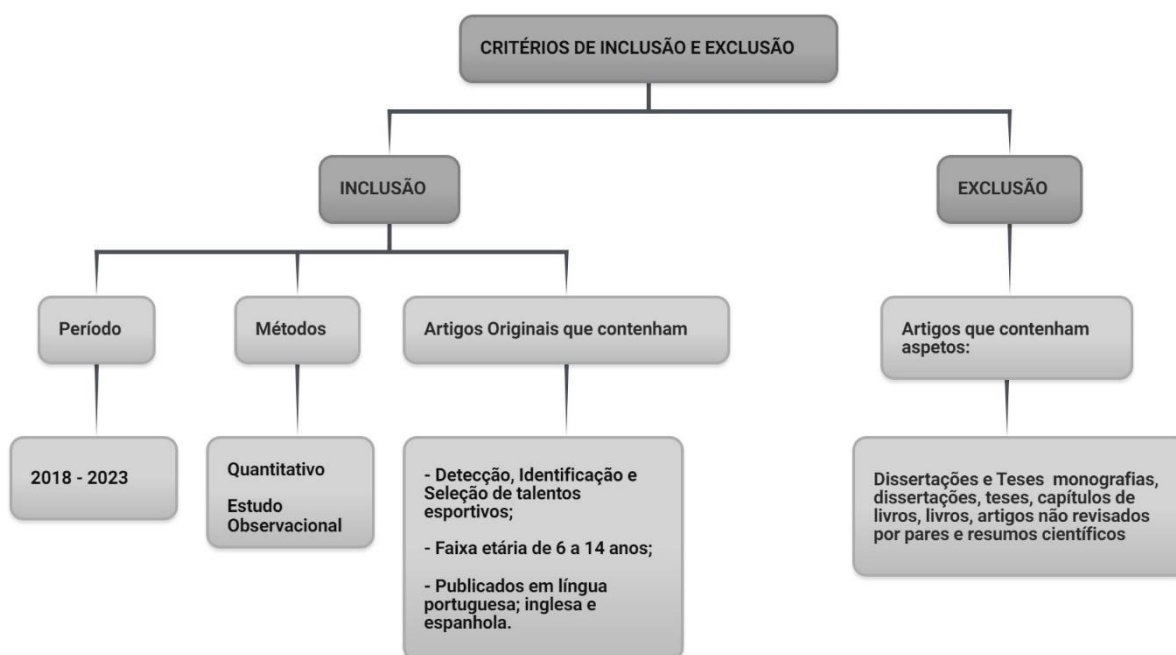 CRITÉRIOS DE INCLUSÃO E EXCLUSÃO
INCLUSÃO
EXCLUSÃO
Período
Métodos
Artigos Originais que contenham
Artigos que contenham
aspetos:
2018 - 2023
Quantitativo
Estudo
Observacional
- Detecção, Identificação e
Seleção de talentos
esportivos;
- Faixa etária de 6 a 14 anos;
- Publicados em língua
portuguesa; inglesa e
espanhola.
Dissertações e Teses monografias,
dissertações, teses, capítulos de
livros, livros, artigos não revisados
por pares e resumos científicos